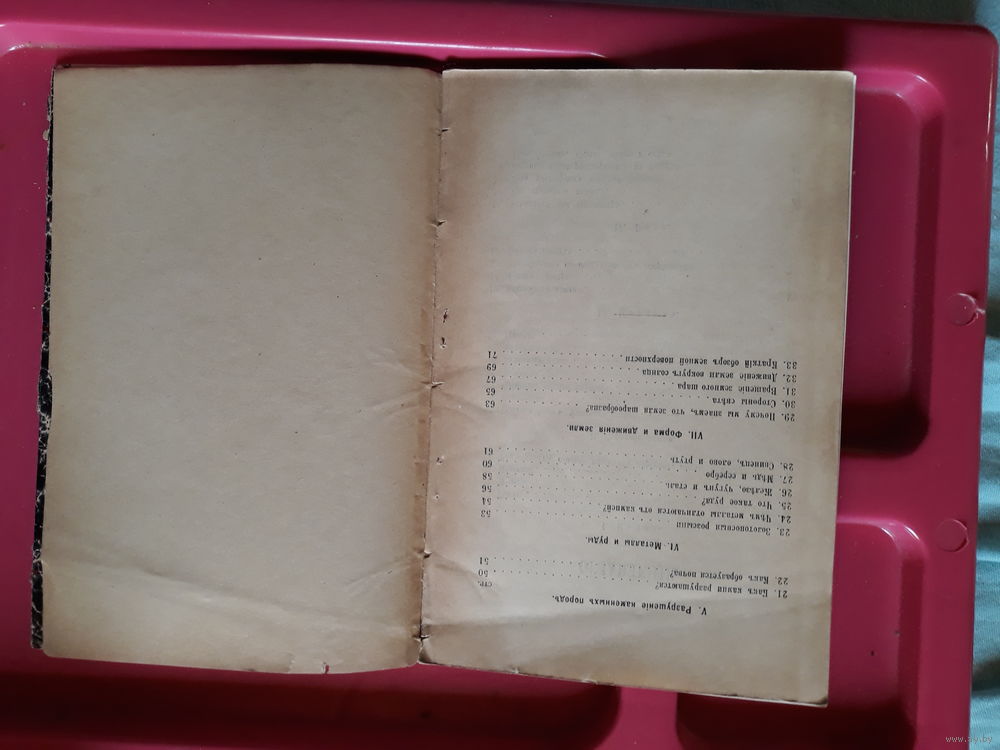 V. Разрушеніе каменныхъ породъ.
стр.
21. Какъ камни разрушаются? 50
22. Какъ образуется почва? 51
VI. Металлы и руды.
23. Золотоносныя розсыпи 53
24. Чѣмъ металлы отличаются отъ камней? 54
25. Что такое руда? 56
26. Желѣзо, чугунъ и сталь 58
27. Мѣдь и серебро 60
28. Свинецъ, олово и ртуть 61
VII. Форма и движенія земли.
29. Почему мы знаемъ, что земля шарообразна? 63
30. Стороны свѣта 65
31. Вращеніе земного шара 67
32. Движеніе земли вокругъ солнца 69
33. Краткій обзоръ земной поверхности 71